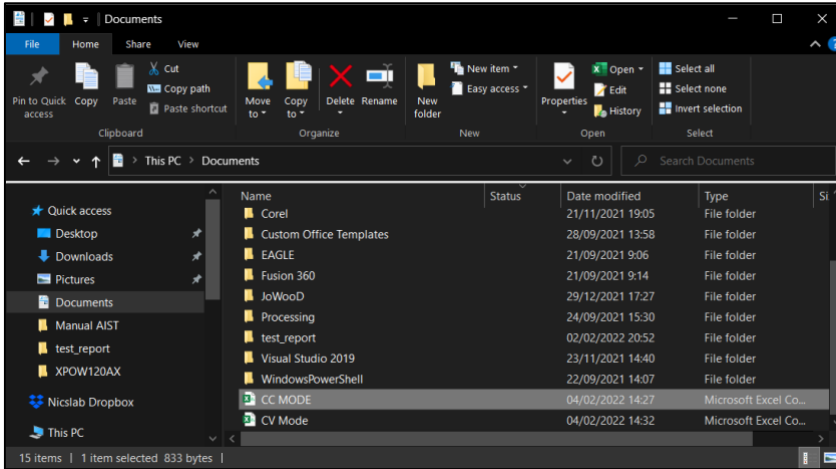 Documents
File Home Share View
Pin to Quick access
Copy
Paste
Cut
Copy path
Paste shortcut
Clipboard
Move to
Copy to
Delete
Rename
Organize
New folder
New item
Easy access
New
Properties
Open
Edit
History
Open
Select all
Select none
Invert selection
Select
This PC > Documents
Search Documents
Quick access
Desktop
Downloads
Pictures
Documents
Manual AIST
test_report
XPOW120AX
Nicslab Dropbox
This PC
Name Status Date modified Type Si
Corel 21/11/2021 19:05 File folder
Custom Office Templates 28/09/2021 13:58 File folder
EAGLE 21/09/2021 9:06 File folder
Fusion 360 21/09/2021 9:14 File folder
JoWooD 29/12/2021 17:27 File folder
Processing 24/09/2021 15:30 File folder
test_report 02/02/2022 20:52 File folder
Visual Studio 2019 23/11/2021 14:40 File folder
WindowsPowerShell 22/09/2021 14:07 File folder
CC MODE 04/02/2022 14:27 Microsoft Excel Co...
CV Mode 04/02/2022 14:32 Microsoft Excel Co...
15 items | 1 item selected 833 bytes |